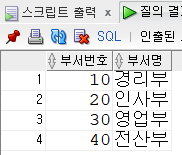 스크립트 출력 × 질의 결
SQL | 인출된
부서번호 부서명
1 10 경리부
2 20 인사부
3 30 영업부
4 40 전산부